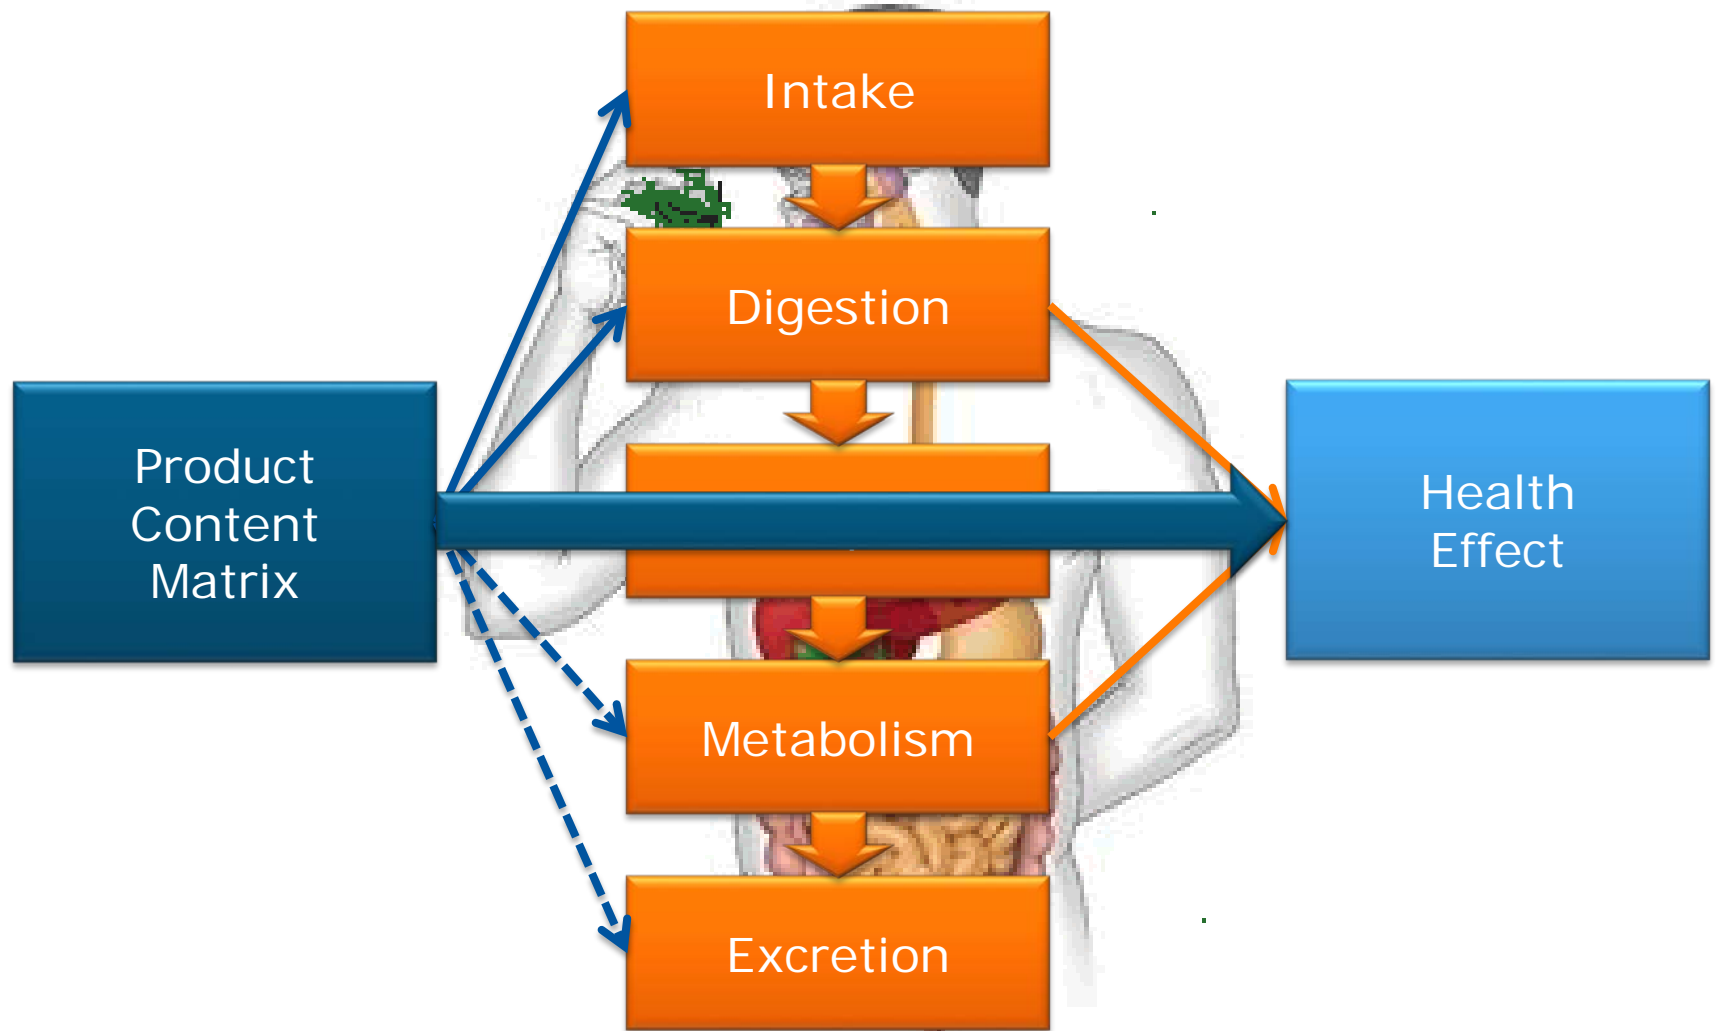 Intake
Digestion
Product
Content
Matrix
Health
Effect
Metabolism
Excretion